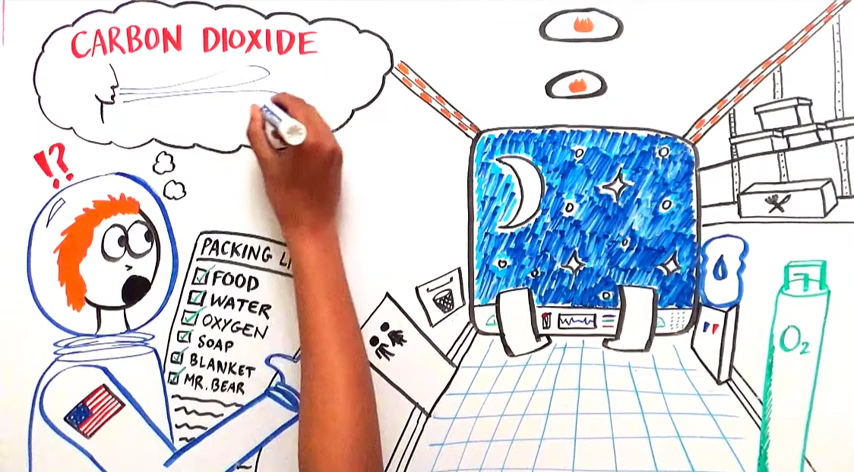 CARBON DIOXIDE
!?
PACKING LI
FOOD
WATER
OXYGEN
SOAP
BLANKET
MR. BEAR
O2